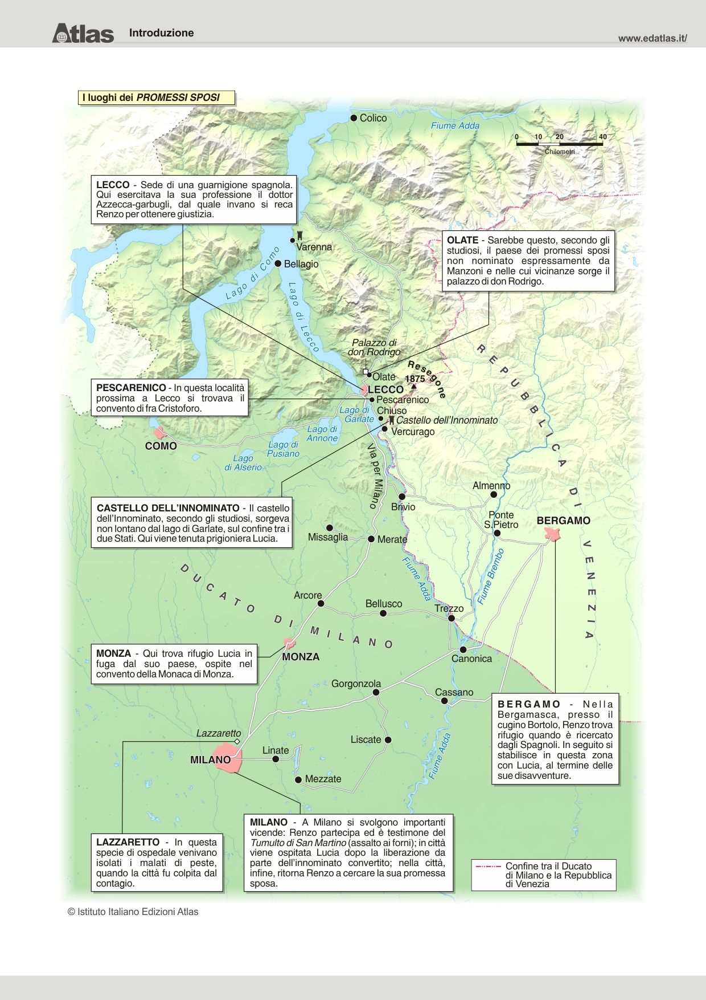 Atlas Introduzione
www.edatlas.it/
I luoghi dei PROMESSI SPOSI
Colico
Fiume Adda
0 10 20 40
Chilometri
LECCO - Sede di una guarnigione spagnola.
Qui esercitava la sua professione il dottor
Azzecca-garbugli, dal quale invano si reca
Renzo per ottenere giustizia.
Varenna
Bellagio
Lago di Como
Lago di Lecco
OLATE - Sarebbe questo, secondo gli
studiosi, il paese dei promessi sposi
non nominato espressamente da
Manzoni e nelle cui vicinanze sorge il
palazzo di don Rodrigo.
Palazzo di
don Rodrigo
Olate
Resegone
1875
REPUBBLICA DI VENEZIA
PESCARENICO - In questa località
prossima a Lecco si trovava il
convento di fra Cristoforo.
LECCO
Pescarenico
Chiuso
Lago di
Garlate
Castello dell'Innominato
Vercurago
Lago di
Annone
Lago di
Pusiano
Lago
di Alserio
COMO
Via per Milano
Almenno
Brivio
Ponte
S.Pietro
BERGAMO
CASTELLO DELL'INNOMINATO - Il castello
dell'Innominato, secondo gli studiosi, sorgeva
non lontano dal lago di Garlate, sul confine tra i
due Stati. Qui viene tenuta prigioniera Lucia.
Missaglia
Merate
Fiume Adda
Fiume Brembo
DUCATO DI MILANO
Arcore
Bellusco
Trezzo
MONZA - Qui trova rifugio Lucia in
fuga dal suo paese, ospite nel
convento della Monaca di Monza.
MONZA
Canonica
Gorgonzola
Cassano
BERGAMO - Nella
Bergamasca, presso il
cugino Bortolo, Renzo trova
rifugio quando è ricercato
dagli Spagnoli. In seguito si
stabilisce in questa zona
con Lucia, al termine delle
sue disavventure.
Lazzaretto
MILANO
Linate
Liscate
Mezzate
Fiume Adda
LAZZARETTO - In questa
specie di ospedale venivano
isolati i malati di peste,
quando la città fu colpita dal
contagio.
MILANO - A Milano si svolgono importanti
vicende: Renzo partecipa ed è testimone del
Tumulto di San Martino (assalto ai forni); in città
viene ospitata Lucia dopo la liberazione da
parte dell'innominato convertito; nella città,
infine, ritorna Renzo a cercare la sua promessa
sposa.
Confine tra il Ducato
di Milano e la Repubblica
di Venezia
© Istituto Italiano Edizioni Atlas